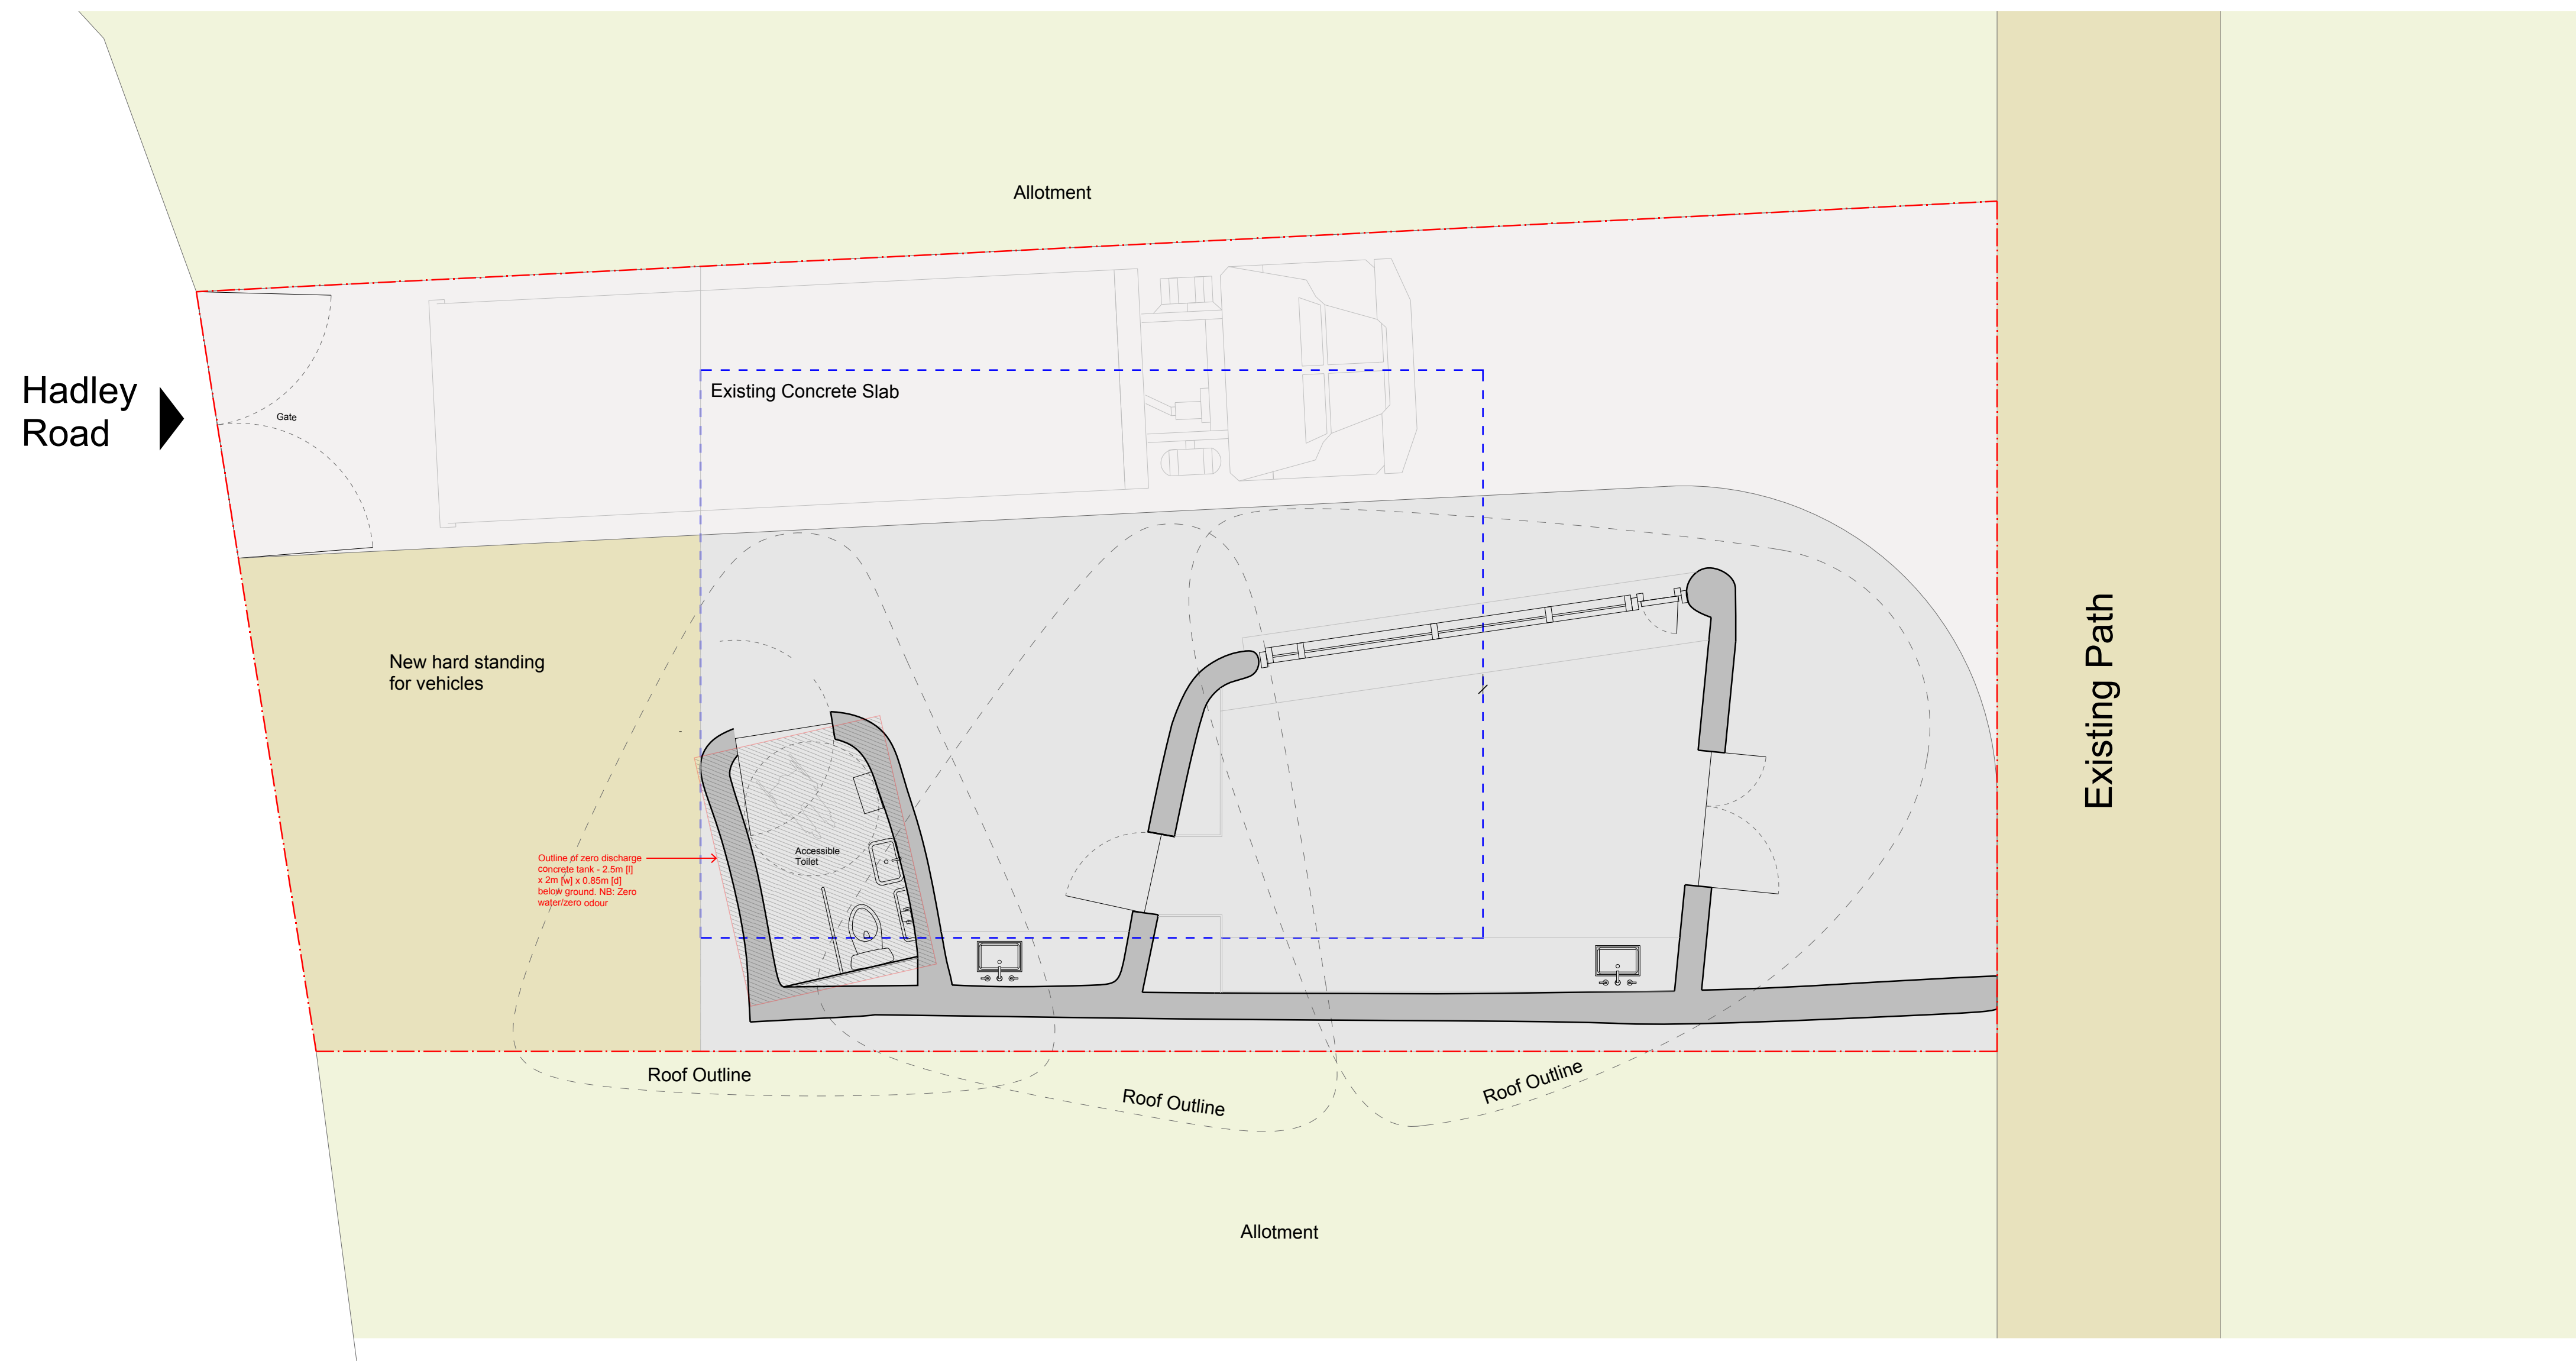 Allotment
Hadley
Road
Gate
Existing Concrete Slab
New hard standing
for vehicles
Accessible
Toilet
Outline of zero discharge
concrete tank - 2.5m [l]
x 2m [w] x 0.85m [d]
below ground. NB: Zero
water/zero odour
Existing Path
Roof Outline
Roof Outline
Roof Outline
Allotment